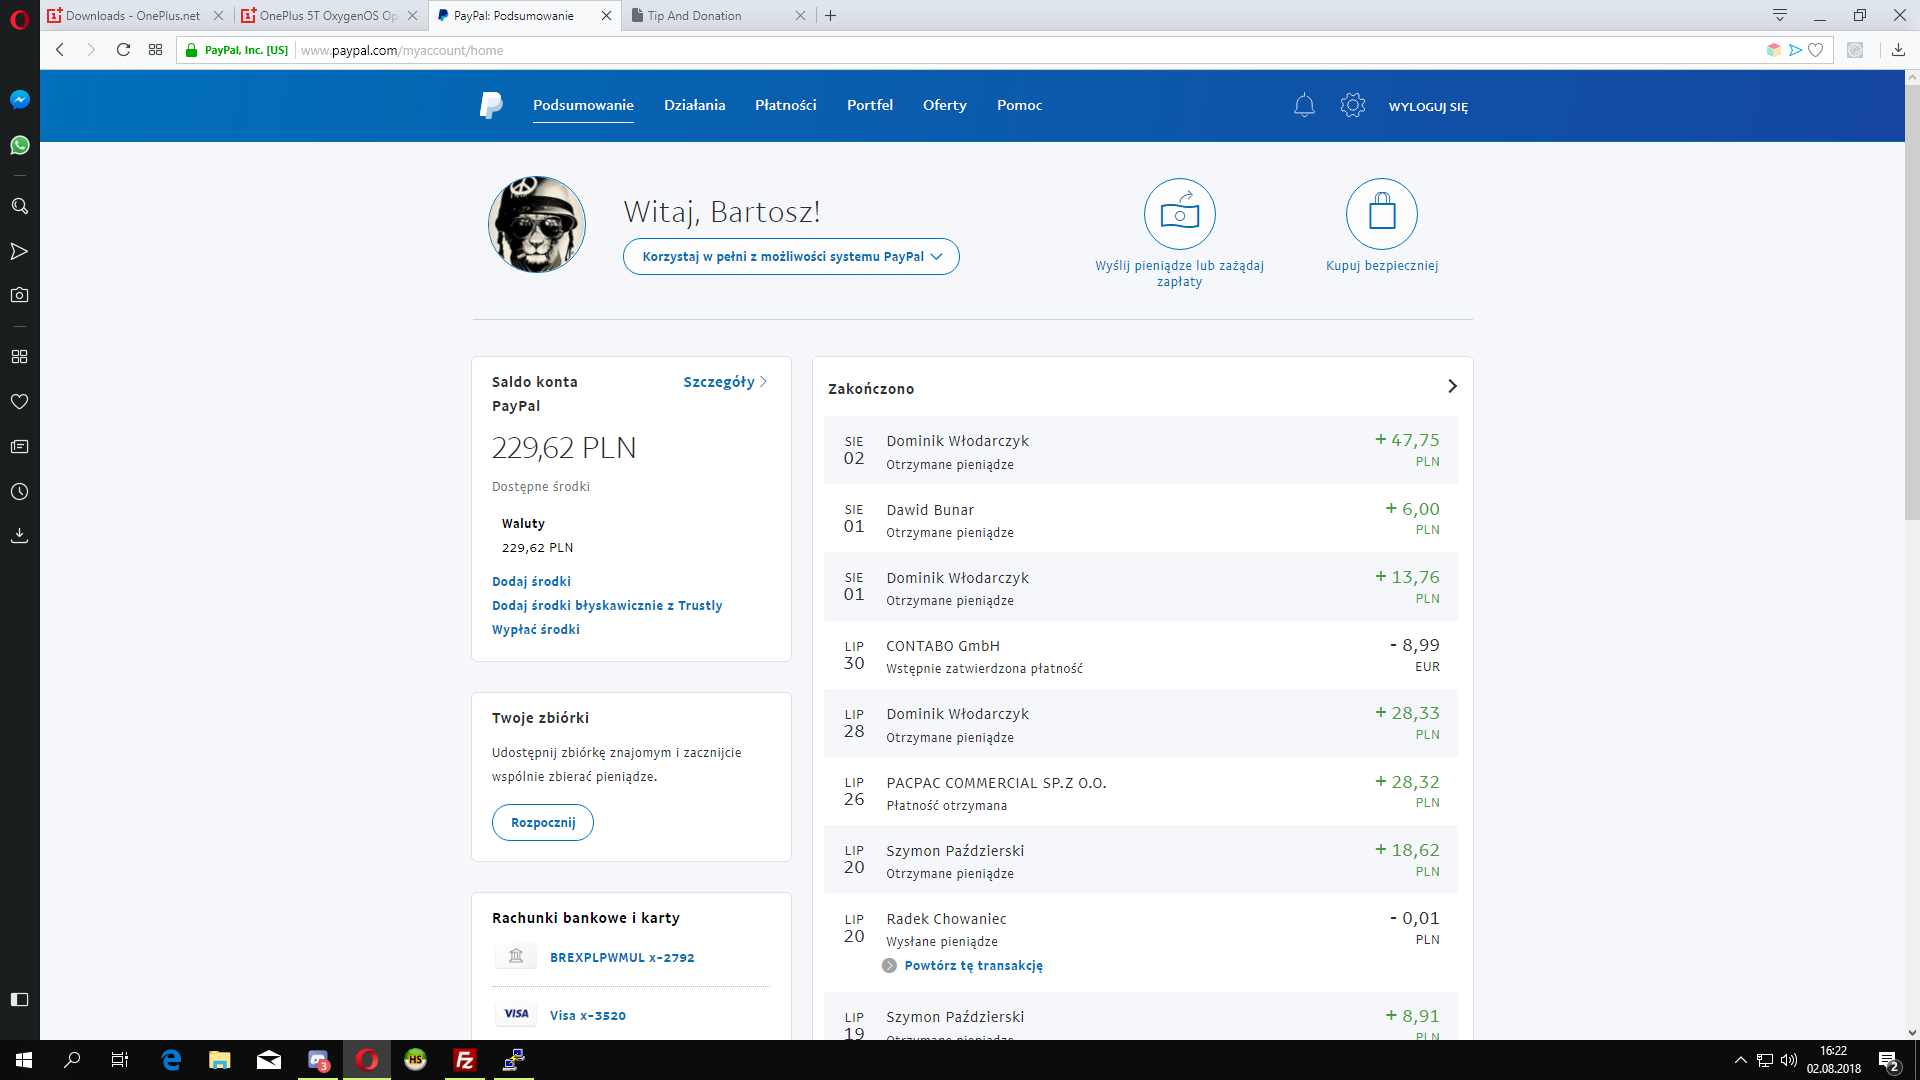 Downloads - OnePlus.net
OnePlus 5T OxygenOS Op
PayPal: Podsumowanie
Tip And Donation
PayPal, Inc. [US]
www.paypal.com/myaccount/home
Podsumowanie
Działania
Płatności
Portfel
Oferty
Pomoc
WYLOGUJ SIĘ
Witaj, Bartosz!
Korzystaj w pełni z możliwości systemu PayPal
Wyślij pieniądze lub zażądaj
zapłaty
Kupuj bezpieczniej
Saldo konta
PayPal
Szczegóły
229,62 PLN
Dostępne środki
Waluty
229,62 PLN
Dodaj środki
Dodaj środki błyskawicznie z Trustly
Wypłać środki
Twoje zbiórki
Udostępnij zbiórkę znajomym i zacznijcie
wspólnie zbierać pieniądze.
Rozpocznij
Rachunki bankowe i karty
BREXPLPWMUL x-2792
VISA
Visa x-3520
Zakończono
SIE
02
Dominik Włodarczyk
Otrzymane pieniądze
+ 47,75
PLN
SIE
01
Dawid Bunar
Otrzymane pieniądze
+ 6,00
PLN
SIE
01
Dominik Włodarczyk
Otrzymane pieniądze
+ 13,76
PLN
LIP
30
CONTABO GmbH
Wstępnie zatwierdzona płatność
- 8,99
EUR
LIP
28
Dominik Włodarczyk
Otrzymane pieniądze
+ 28,33
PLN
LIP
26
PACPAC COMMERCIAL SP.Z O.O.
Płatność otrzymana
+ 28,32
PLN
LIP
20
Szymon Paździerski
Otrzymane pieniądze
+ 18,62
PLN
LIP
20
Radek Chowaniec
Wysłane pieniądze
- 0,01
PLN
Powtórz tę transakcję
LIP
19
Szymon Paździerski
Otrzymane pieniądze
+ 8,91
PLN
HS
3
Fz
16:22
02.08.2018
2